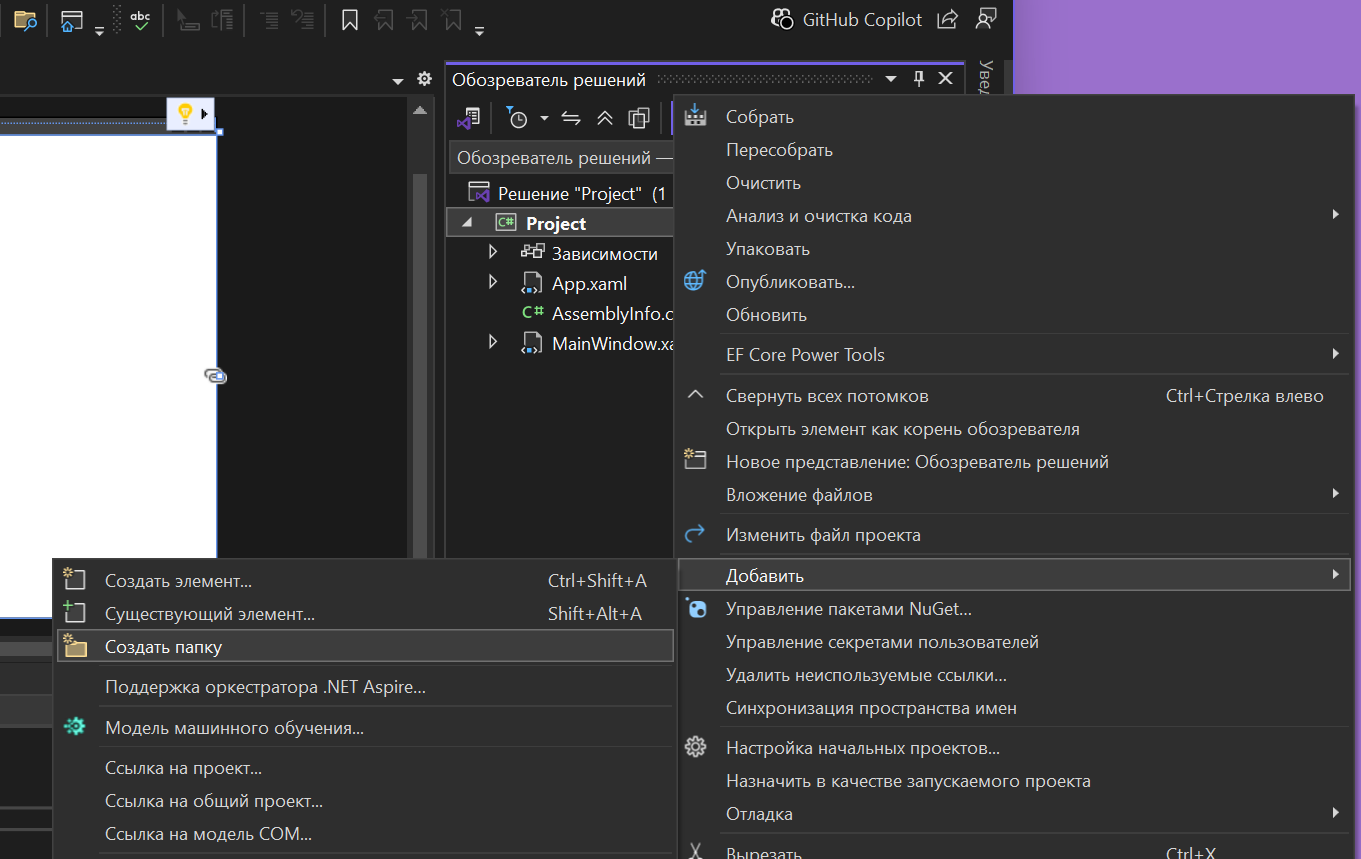 abc
GitHub Copilot
Обозреватель решений
Увед
Обозреватель решений —
Решение "Project" (1
Project
Зависимости
App.xaml
AssemblyInfo.c
MainWindow.xa
Собрать
Пересобрать
Очистить
Анализ и очистка кода
Упаковать
Опубликовать...
Обновить
EF Core Power Tools
Свернуть всех потомков Ctrl+Стрелка влево
Открыть элемент как корень обозревателя
Новое представление: Обозреватель решений
Вложение файлов
Изменить файл проекта
Добавить
Управление пакетами NuGet...
Управление секретами пользователей
Удалить неиспользуемые ссылки...
Синхронизация пространства имен
Настройка начальных проектов...
Назначить в качестве запускаемого проекта
Отладка
Вырезать Ctrl+X
Создать элемент... Ctrl+Shift+A
Существующий элемент... Shift+Alt+A
Создать папку
Поддержка оркестратора .NET Aspire...
Модель машинного обучения...
Ссылка на проект...
Ссылка на общий проект...
Ссылка на модель COM...